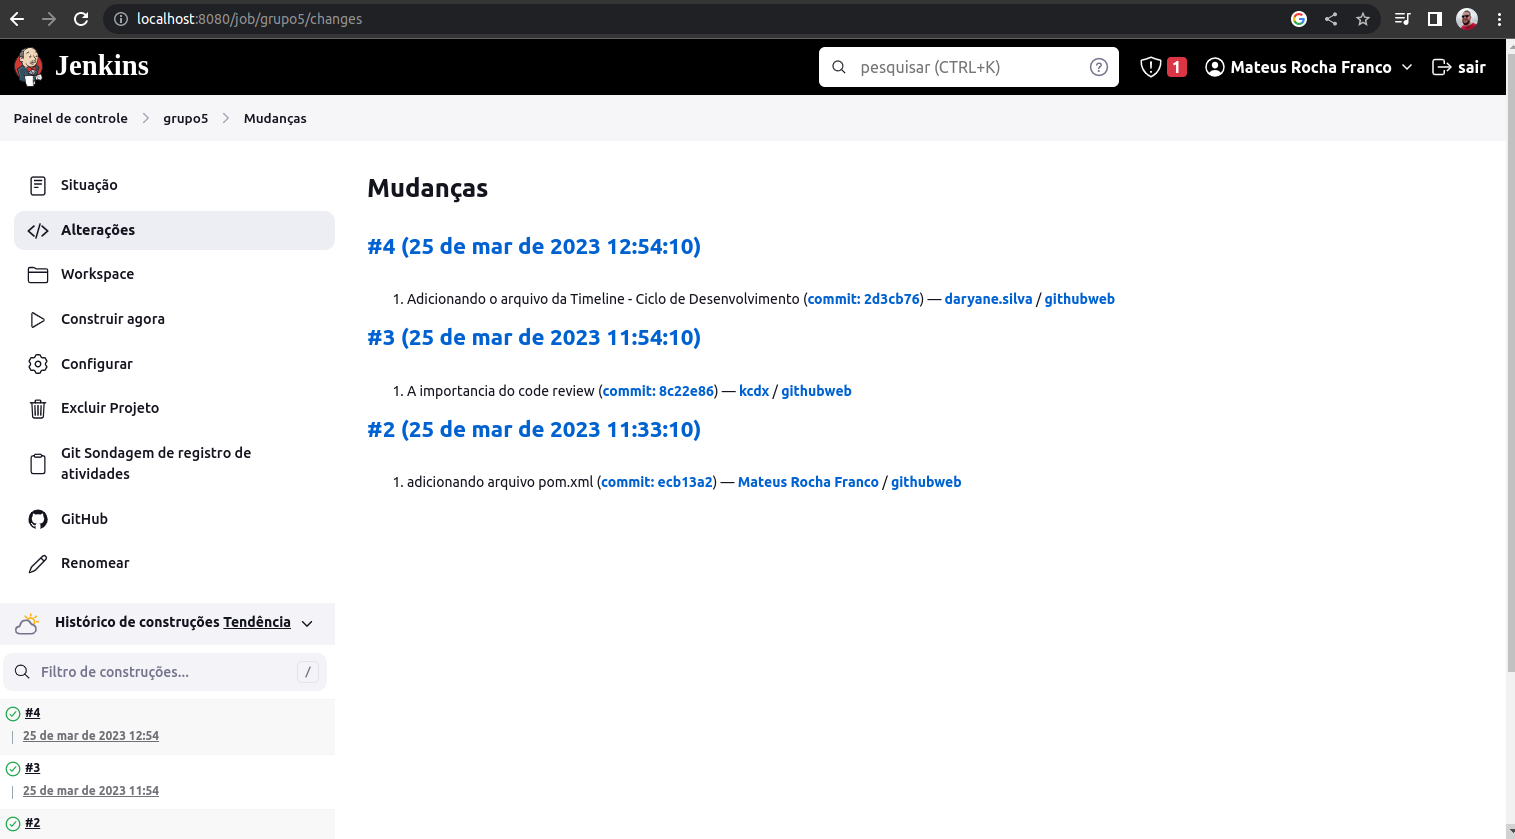 localhost:8080/job/grupo5/changes
Jenkins
pesquisar (CTRL+K)
?
1
Mateus Rocha Franco
sair
Painel de controle
grupo5
Mudanças
Situação
Alterações
Workspace
Construir agora
Configurar
Excluir Projeto
Git Sondagem de registro de
atividades
GitHub
Renomear
Histórico de construções Tendência
Filtro de construções...
/
#4
25 de mar de 2023 12:54
#3
25 de mar de 2023 11:54
#2
Mudanças
#4 (25 de mar de 2023 12:54:10)
1. Adicionando o arquivo da Timeline - Ciclo de Desenvolvimento (commit: 2d3cb76) — daryane.silva / githubweb
#3 (25 de mar de 2023 11:54:10)
1. A importancia do code review (commit: 8c22e86) — kcdx / githubweb
#2 (25 de mar de 2023 11:33:10)
1. adicionando arquivo pom.xml (commit: ecb13a2) — Mateus Rocha Franco / githubweb